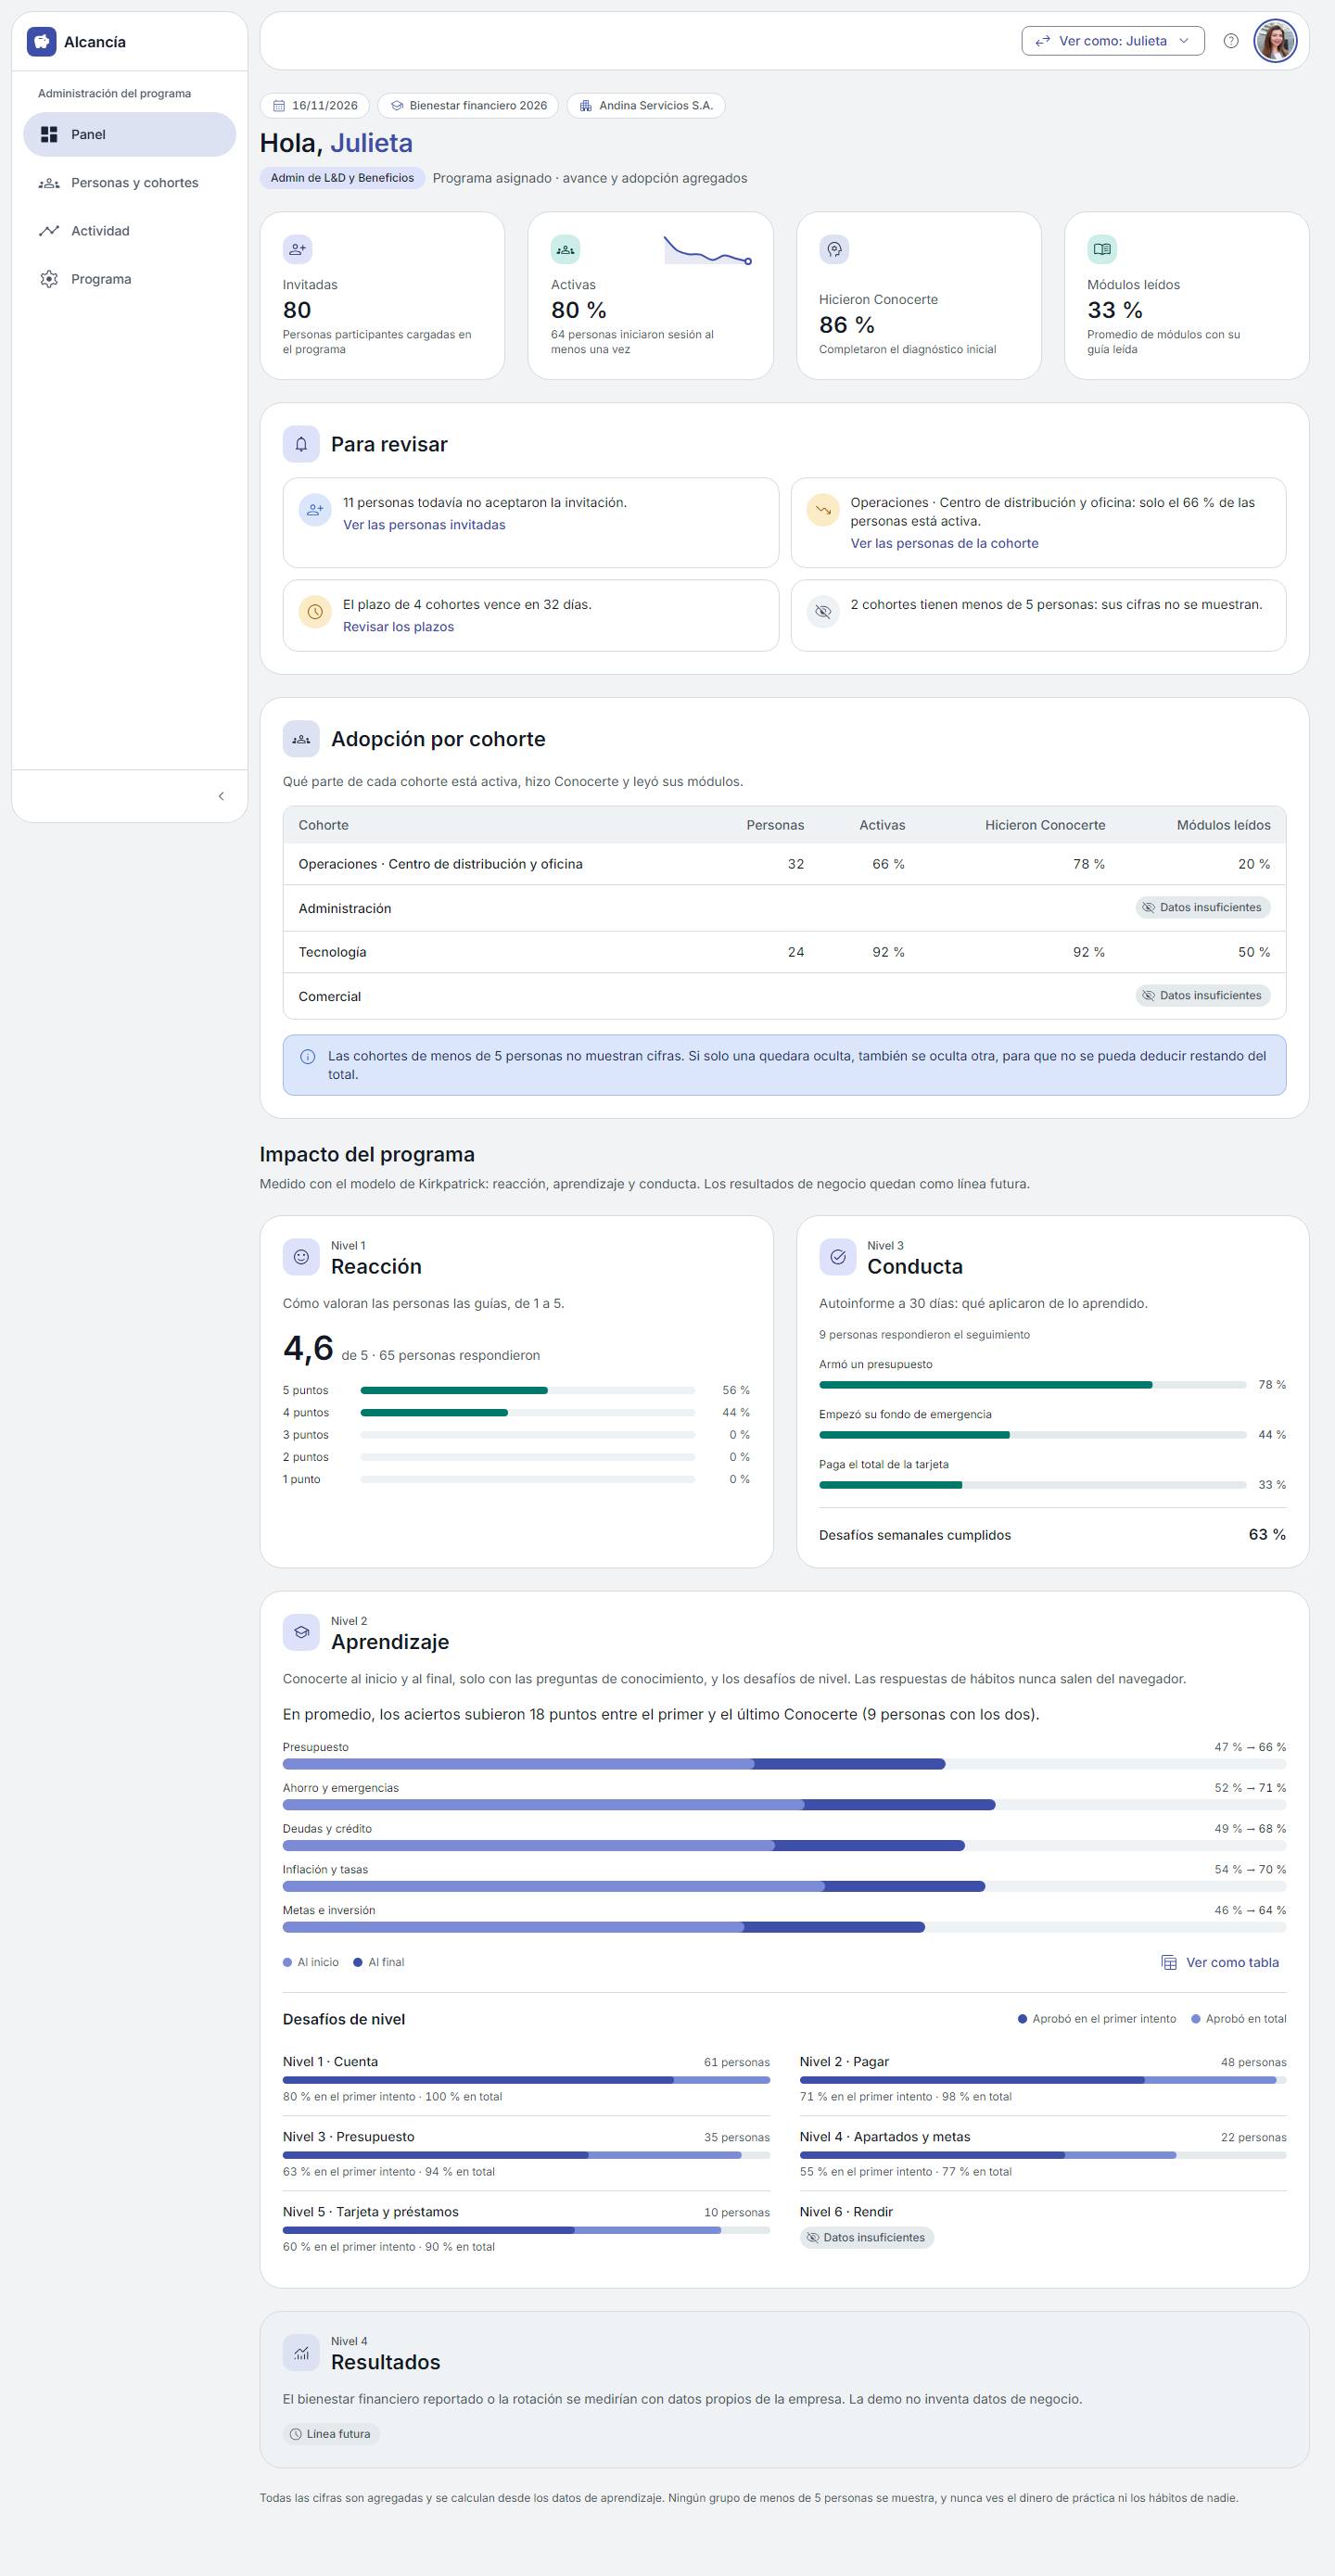 Alcancía
Ver como: Julieta
Administración del programa
Panel
Personas y cohortes
Actividad
Programa
16/11/2026
Bienestar financiero 2026
Andina Servicios S.A.
Hola, Julieta
Admin de L&D y Beneficios
Programa asignado · avance y adopción agregados
Invitadas
80
Personas participantes cargadas en
el programa
Activas
80 %
64 personas iniciaron sesión al
menos una vez
Hicieron Conocerte
86 %
Completaron el diagnóstico inicial
Módulos leídos
33 %
Promedio de módulos con su
guía leída
Para revisar
11 personas todavía no aceptaron la invitación.
Ver las personas invitadas
Operaciones · Centro de distribución y oficina: solo el 66 % de las
personas está activa.
Ver las personas de la cohorte
El plazo de 4 cohortes vence en 32 días.
Revisar los plazos
2 cohortes tienen menos de 5 personas: sus cifras no se muestran.
Adopción por cohorte
Qué parte de cada cohorte está activa, hizo Conocerte y leyó sus módulos.
Cohorte Personas Activas Hicieron Conocerte Módulos leídos
Operaciones · Centro de distribución y oficina 32 66 % 78 % 20 %
Administración Datos insuficientes
Tecnología 24 92 % 92 % 50 %
Comercial Datos insuficientes
Las cohortes de menos de 5 personas no muestran cifras. Si solo una quedara oculta, también se oculta otra, para que no se pueda deducir restando del
total.
Impacto del programa
Medido con el modelo de Kirkpatrick: reacción, aprendizaje y conducta. Los resultados de negocio quedan como línea futura.
Nivel 1
Reacción
Cómo valoran las personas las guías, de 1 a 5.
4,6 de 5 · 65 personas respondieron
5 puntos 56 %
4 puntos 44 %
3 puntos 0 %
2 puntos 0 %
1 punto 0 %
Nivel 3
Conducta
Autoinforme a 30 días: qué aplicaron de lo aprendido.
9 personas respondieron el seguimiento
Armó un presupuesto
78 %
Empezó su fondo de emergencia
44 %
Paga el total de la tarjeta
33 %
Desafíos semanales cumplidos 63 %
Nivel 2
Aprendizaje
Conocerte al inicio y al final, solo con las preguntas de conocimiento, y los desafíos de nivel. Las respuestas de hábitos nunca salen del navegador.
En promedio, los aciertos subieron 18 puntos entre el primer y el último Conocerte (9 personas con los dos).
Presupuesto 47 % → 66 %
Ahorro y emergencias 52 % → 71 %
Deudas y crédito 49 % → 68 %
Inflación y tasas 54 % → 70 %
Metas e inversión 46 % → 64 %
Al inicio Al final
Ver como tabla
Desafíos de nivel
Aprobó en el primer intento Aprobó en total
Nivel 1 · Cuenta 61 personas
80 % en el primer intento · 100 % en total
Nivel 2 · Pagar 48 personas
71 % en el primer intento · 98 % en total
Nivel 3 · Presupuesto 35 personas
63 % en el primer intento · 94 % en total
Nivel 4 · Apartados y metas 22 personas
55 % en el primer intento · 77 % en total
Nivel 5 · Tarjeta y préstamos 10 personas
60 % en el primer intento · 90 % en total
Nivel 6 · Rendir
Datos insuficientes
Nivel 4
Resultados
El bienestar financiero reportado o la rotación se medirían con datos propios de la empresa. La demo no inventa datos de negocio.
Línea futura
Todas las cifras son agregadas y se calculan desde los datos de aprendizaje. Ningún grupo de menos de 5 personas se muestra, y nunca ves el dinero de práctica ni los hábitos de nadie.